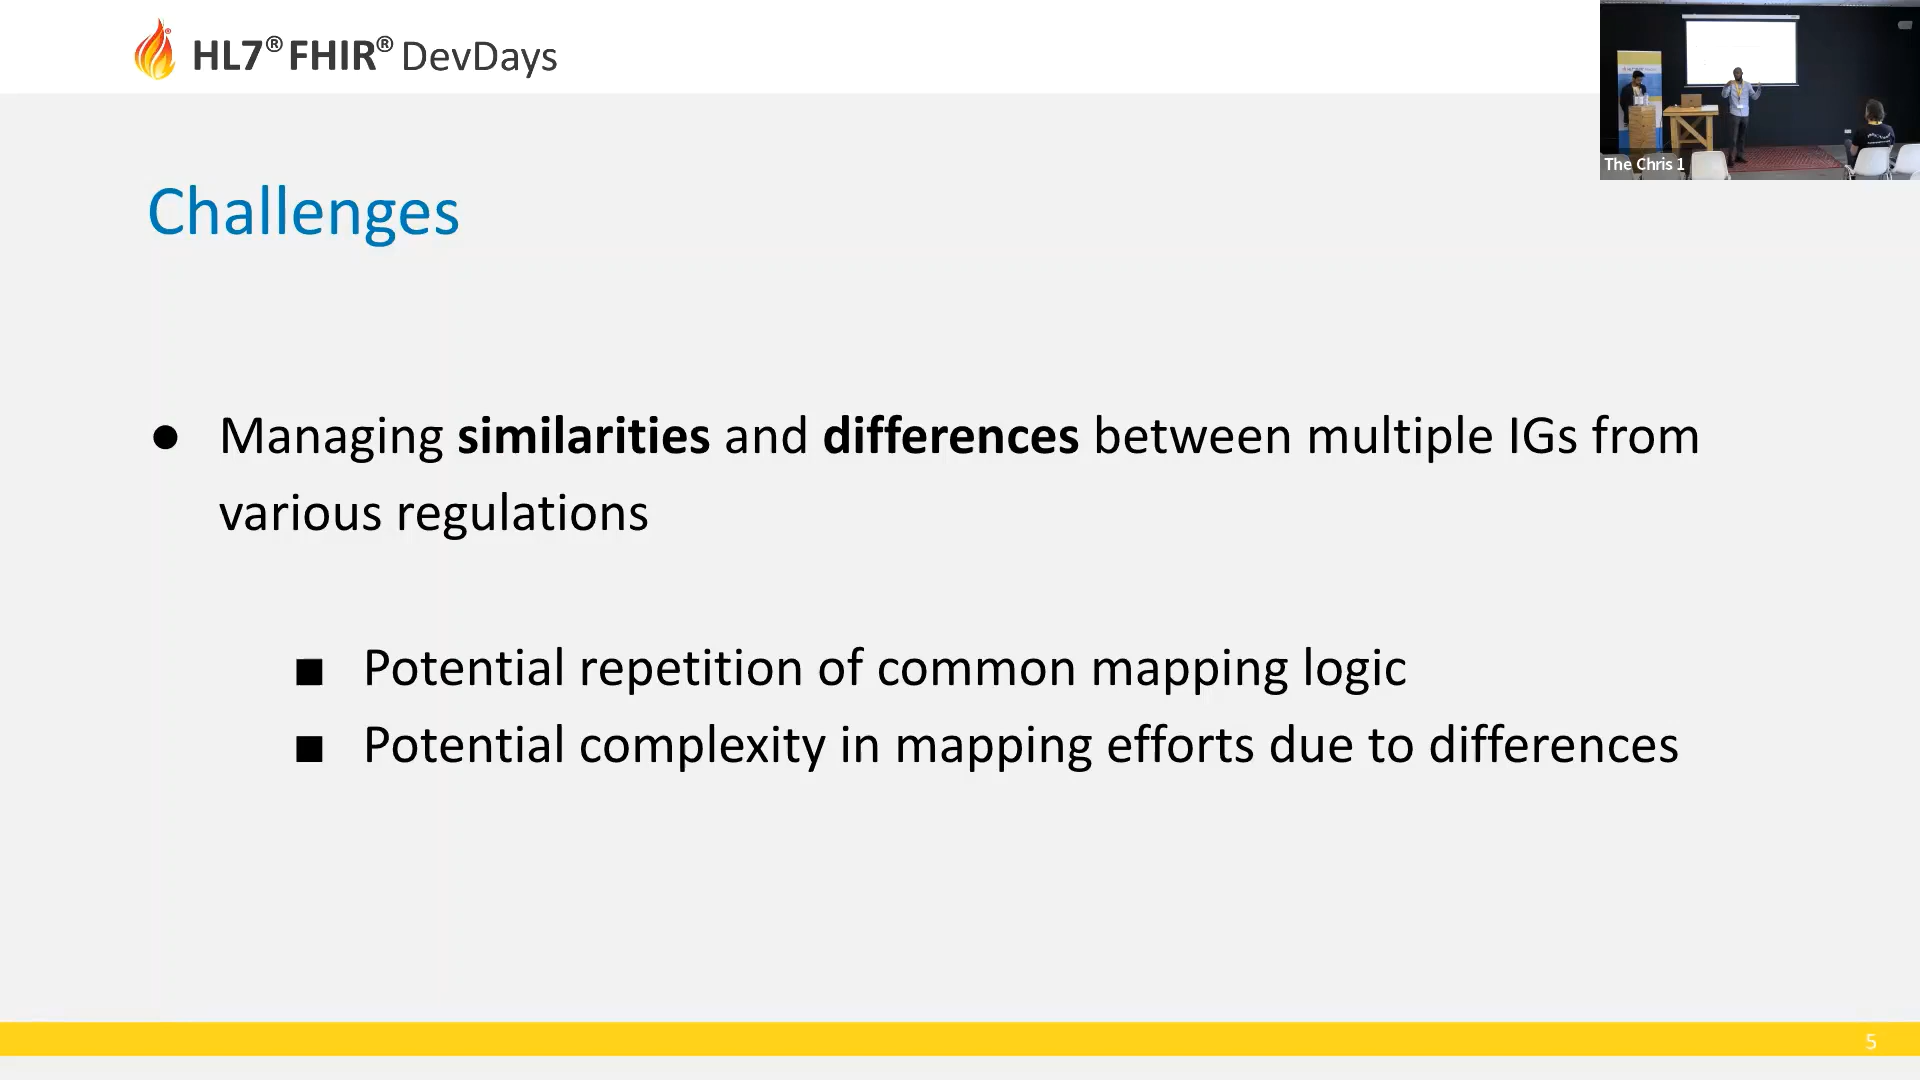 HL7® FHIR® DevDays
The Chris 1
Challenges
● Managing similarities and differences between multiple IGs from
various regulations
■ Potential repetition of common mapping logic
■ Potential complexity in mapping efforts due to differences
5